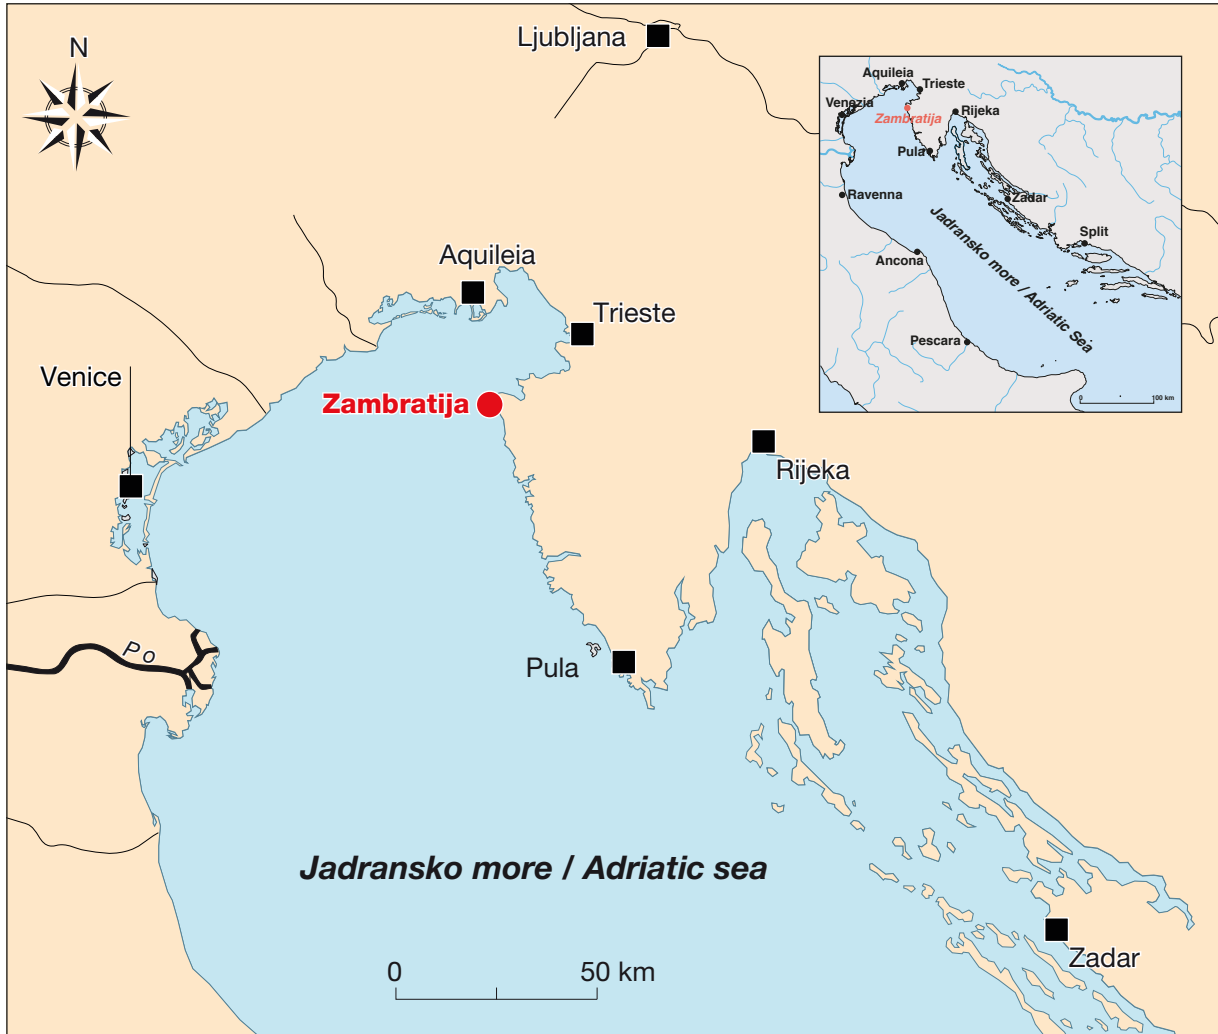 N
Ljubljana
Aquileia
Trieste
Venice
Zambratija
Rijeka
Po
Pula
Jadransko more / Adriatic sea
0
50 km
Zadar
Aquileia
Trieste
Venezia
Zambratija
Rijeka
Pula
Ravenna
Zadar
Split
Ancona
Jadransko more / Adriatic Sea
Pescara
0
100 km